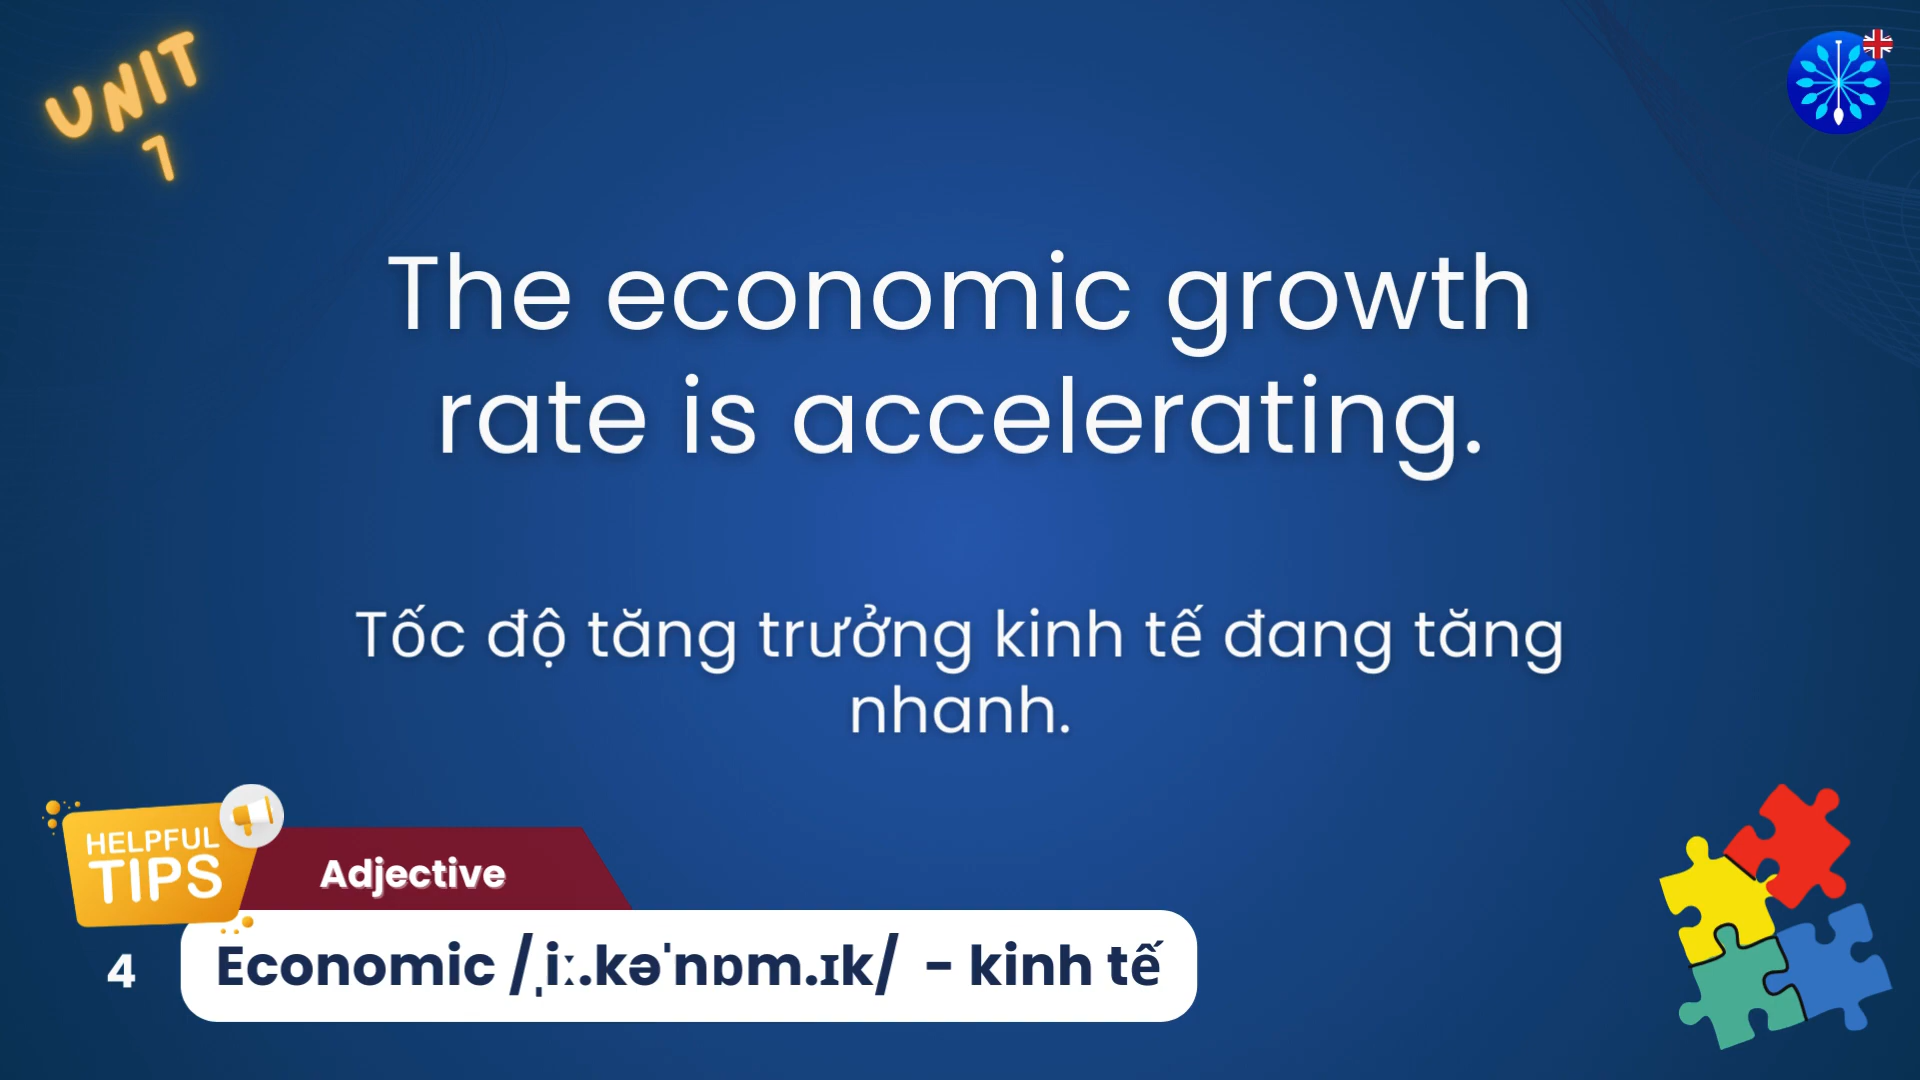 UNIT
1
The economic growth
rate is accelerating.
Tốc độ tăng trưởng kinh tế đang tăng
nhanh.
HELPFUL
TIPS
Adjective
4
Economic /ˌiː.kəˈnɒm.ɪk/ - kinh tế